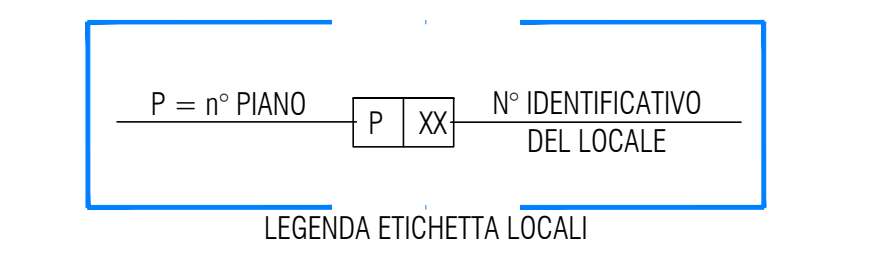 P = n° PIANO
P XX
N° IDENTIFICATIVO
DEL LOCALE
LEGENDA ETICHETTA LOCALI